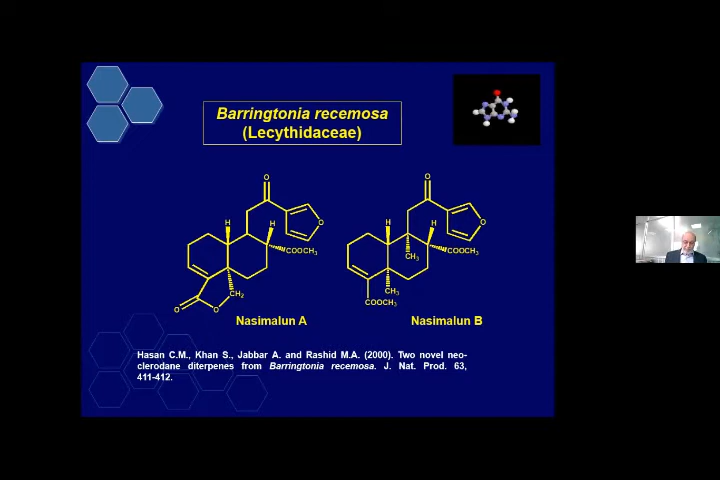 Barringtonia recemosa
(Lecythidaceae)
O
H
H
O
COOCH3
CH2
O
O
Nasimalun A
O
H
H
O
COOCH3
CH3
CH3
COOCH3
Nasimalun B
Hasan C.M., Khan S., Jabbar A. and Rashid M.A. (2000). Two novel neo-
clerodane diterpenes from Barringtonia recemosa. J. Nat. Prod. 63,
411-412.